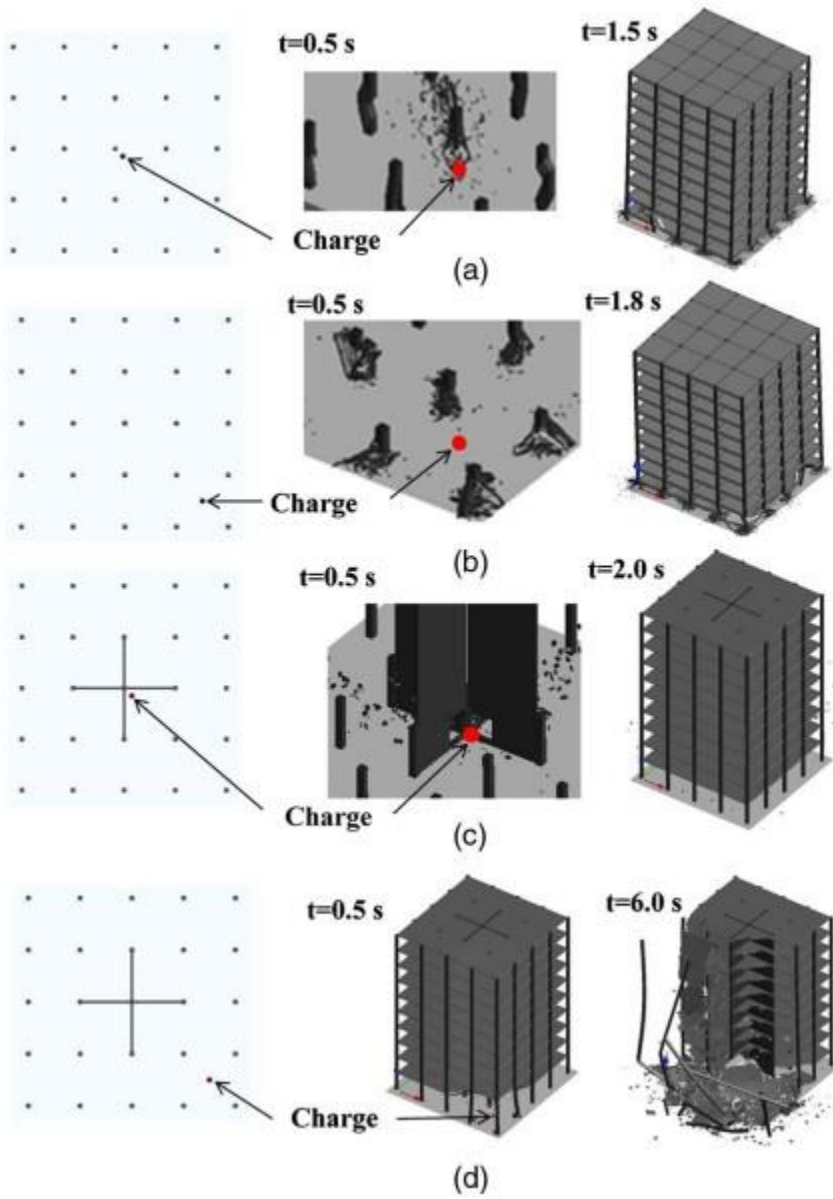 t=0.5 s
t=1.5 s
Charge
(a)
t=0.5 s
t=1.8 s
Charge
(b)
t=0.5 s
t=2.0 s
Charge
(c)
t=0.5 s
t=6.0 s
Charge
(d)